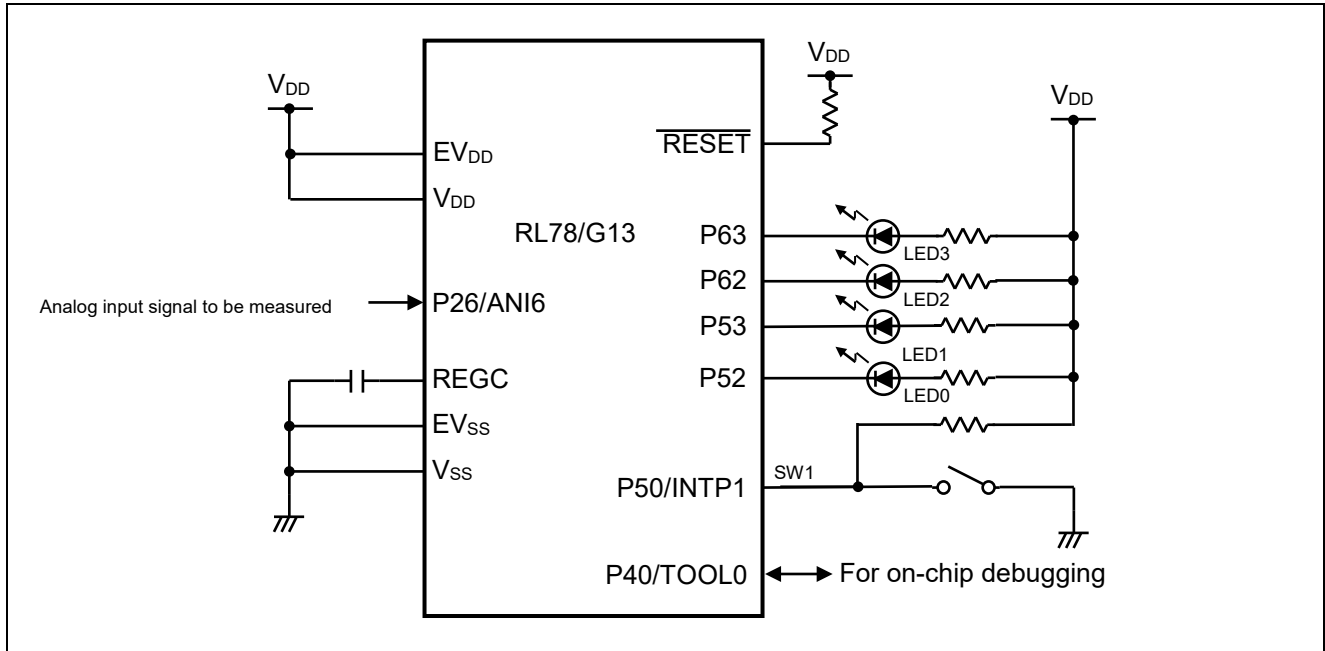 VDD
VDD
VDD
EVDD
RESET
VDD
RL78/G13
P63
LED3
P62
LED2
Analog input signal to be measured
P26/ANI6
P53
LED1
REGC
P52
LED0
EVSS
VSS
P50/INTP1
SW1
P40/TOOL0
For on-chip debugging